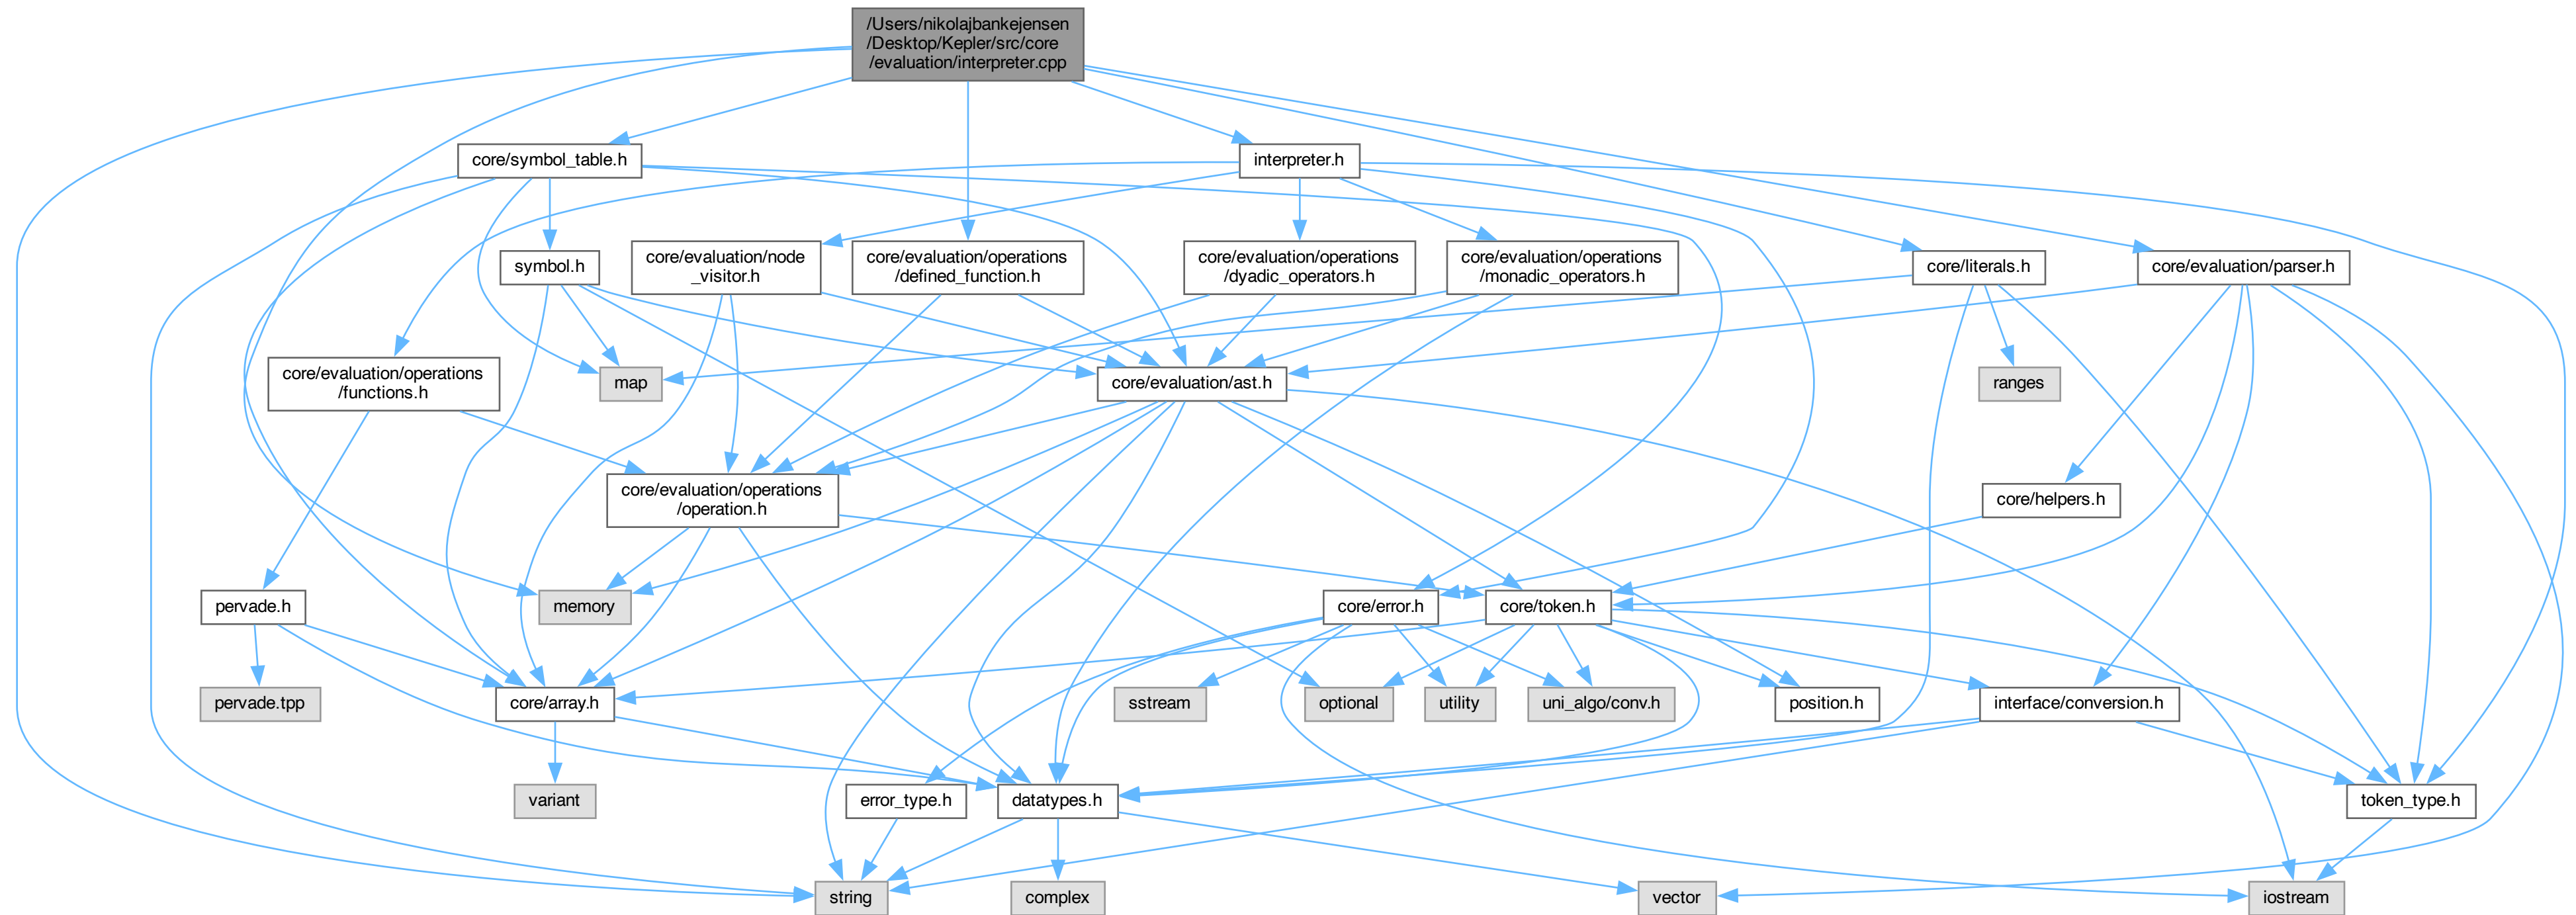 /Users/nikolajbankejensen
/Desktop/Kepler/src/core
/evaluation/interpreter.cpp
core/symbol_table.h
interpreter.h
symbol.h
core/evaluation/node
_visitor.h
core/evaluation/operations
/defined_function.h
core/evaluation/operations
/dyadic_operators.h
core/evaluation/operations
/monadic_operators.h
core/literals.h
core/evaluation/parser.h
core/evaluation/operations
/functions.h
map
core/evaluation/ast.h
ranges
core/evaluation/operations
/operation.h
core/helpers.h
pervade.h
memory
core/error.h
core/token.h
pervade.tpp
core/array.h
sstream
optional
utility
uni_algo/conv.h
position.h
interface/conversion.h
variant
error_type.h
datatypes.h
token_type.h
string
complex
vector
iostream